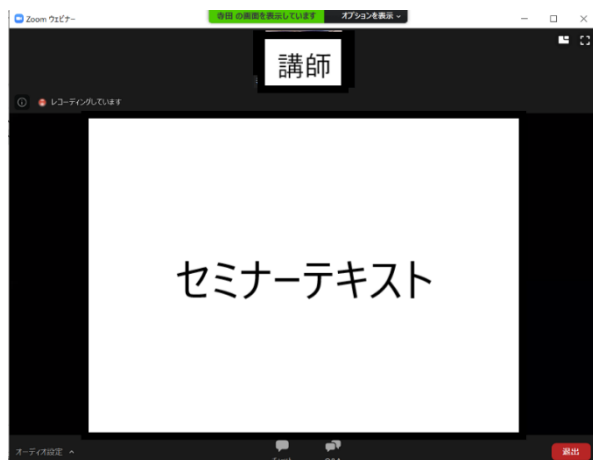 Zoom ウェビナー
寺田 の画面を表示しています
オプションを表示
講師
レコーディングしています
セミナーテキスト
オーディオ設定
退出